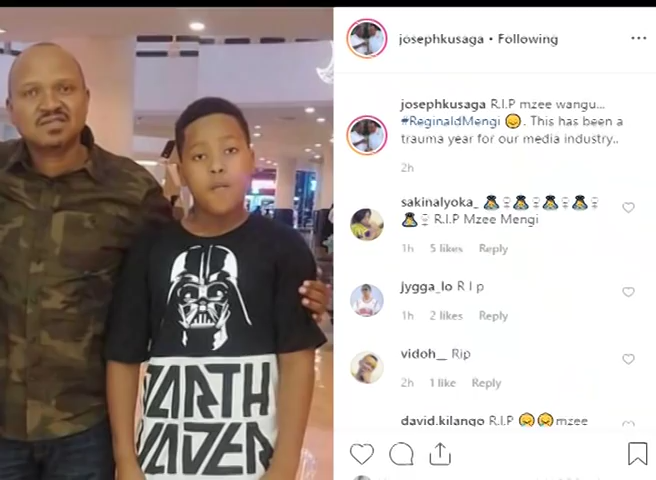 josephkusaga • Following
josephkusaga R.I.P mzee wangu...
#ReginaldMengi 😞. This has been a
trauma year for our media industry..
2h
sakinalyoka_ 🤷♀🤷♀🤷♀🤷♀
🤷♀ R.I.P Mzee Mengi
1h 5 likes Reply
jygga_lo R I p
1h 2 likes Reply
vidoh__ Rip
2h 1 like Reply
david.kilango R.I.P 😞😞mzee
DARTH
VADER